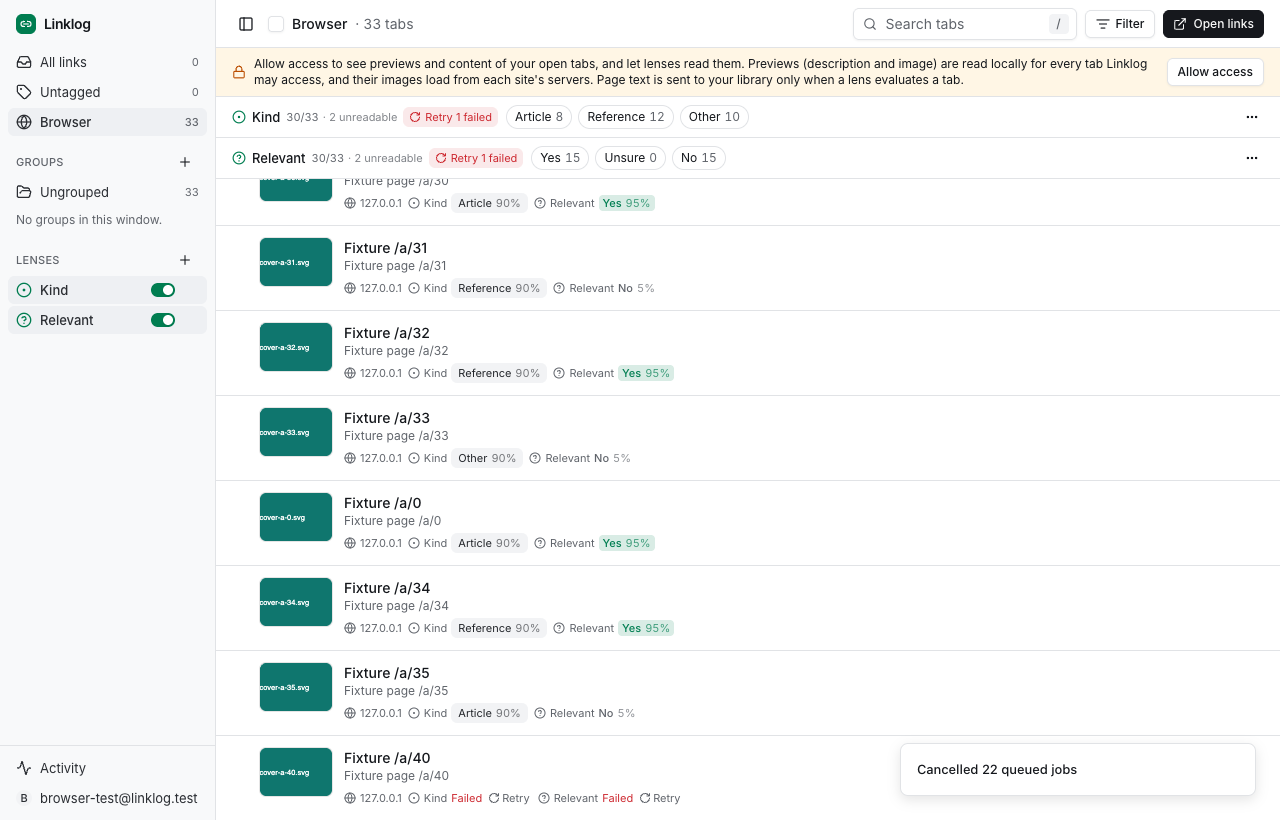 Linklog
All links 0
Untagged 0
Browser 33
GROUPS
Ungrouped 33
No groups in this window.
LENSES
Kind
Relevant
Activity
B browser-test@linklog.test
Browser · 33 tabs
Search tabs /
Filter
Open links
Allow access to see previews and content of your open tabs, and let lenses read them. Previews (description and image) are read locally for every tab Linklog
may access, and their images load from each site's servers. Page text is sent to your library only when a lens evaluates a tab.
Allow access
Kind 30/33 · 2 unreadable Retry 1 failed Article 8 Reference 12 Other 10
Relevant 30/33 · 2 unreadable Retry 1 failed Yes 15 Unsure 0 No 15
Fixture page /a/30
127.0.0.1 Kind Article 90% Relevant Yes 95%
cover-a-31.svg
Fixture /a/31
Fixture page /a/31
127.0.0.1 Kind Reference 90% Relevant No 5%
cover-a-32.svg
Fixture /a/32
Fixture page /a/32
127.0.0.1 Kind Reference 90% Relevant Yes 95%
cover-a-33.svg
Fixture /a/33
Fixture page /a/33
127.0.0.1 Kind Other 90% Relevant No 5%
cover-a-0.svg
Fixture /a/0
Fixture page /a/0
127.0.0.1 Kind Article 90% Relevant Yes 95%
cover-a-34.svg
Fixture /a/34
Fixture page /a/34
127.0.0.1 Kind Reference 90% Relevant Yes 95%
cover-a-35.svg
Fixture /a/35
Fixture page /a/35
127.0.0.1 Kind Article 90% Relevant No 5%
cover-a-40.svg
Fixture /a/40
Fixture page /a/40
127.0.0.1 Kind Failed Retry Relevant Failed Retry
Cancelled 22 queued jobs